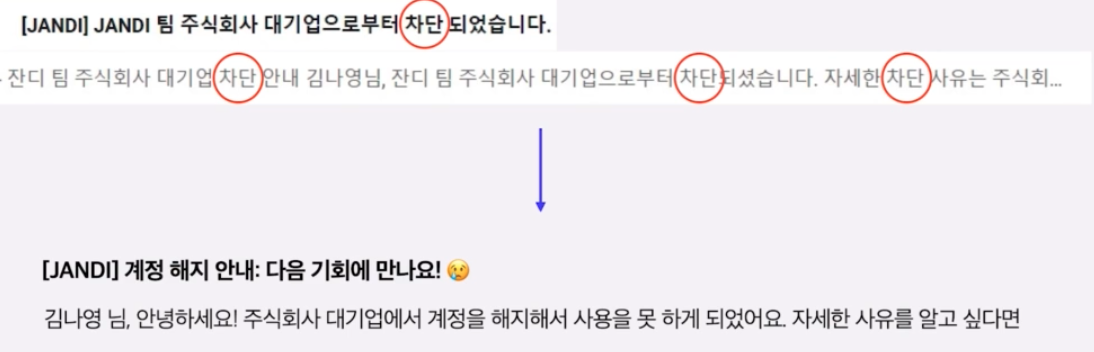 [JANDI] JANDI 팀 주식회사 대기업으로부터 차단 되었습니다.
잔디 팀 주식회사 대기업 차단 안내 김나영님, 잔디 팀 주식회사 대기업으로부터 차단되셨습니다. 자세한 차단 사유는 주식회...
[JANDI] 계정 해지 안내: 다음 기회에 만나요! 😢
김나영 님, 안녕하세요! 주식회사 대기업에서 계정을 해지해서 사용을 못 하게 되었어요. 자세한 사유를 알고 싶다면